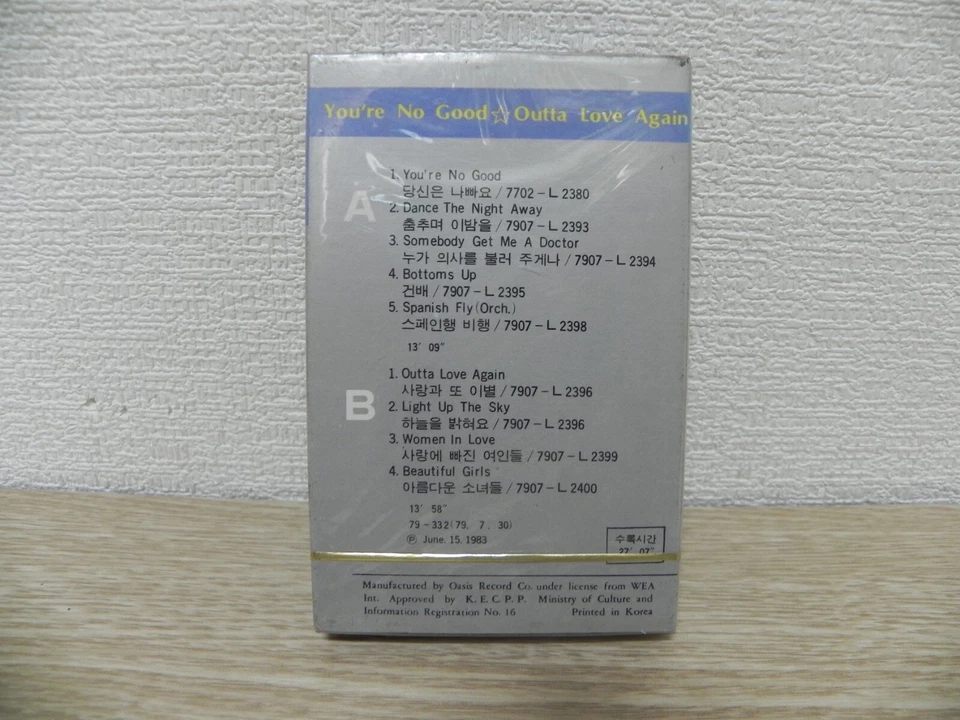 You're No Good☆Outta Love Again
A
1. You're No Good
당신은 나빠요 / 7702-L 2380
2. Dance The Night Away
춤추며 이밤을 / 7907-L 2393
3. Somebody Get Me A Doctor
누가 의사를 불러 주게나 / 7907-L 2394
4. Bottoms Up
건배 / 7907-L 2395
5. Spanish Fly (Orch.)
스페인행 비행 / 7907-L 2398
13′ 09″
B
1. Outta Love Again
사랑과 또 이별 / 7907-L 2396
2. Light Up The Sky
하늘을 밝혀요 / 7907-L 2396
3. Women In Love
사랑에 빠진 여인들 / 7907-L 2399
4. Beautiful Girls
아름다운 소녀들 / 7907-L 2400
13′ 58″
79-332(79. 7. 30)
Ⓟ June. 15. 1983
수록시간
27′ 07″
Manufactured by Oasis Record Co. under license from WEA
Int. Approved by K. E. C. P. P. Ministry of Culture and
Information Registration No. 16 Printed in Korea